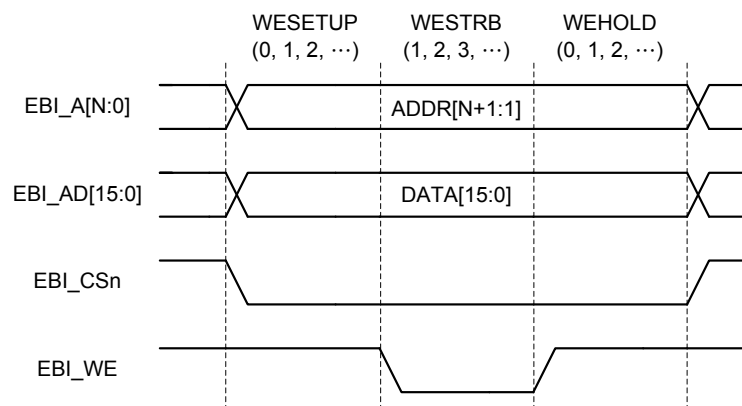 WESETUP WESTRB WEHOLD
(0, 1, 2, ⋯) (1, 2, 3, ⋯) (0, 1, 2, ⋯)
EBI_A[N:0] ADDR[N+1:1]
EBI_AD[15:0] DATA[15:0]
EBI_CSn
EBI_WE